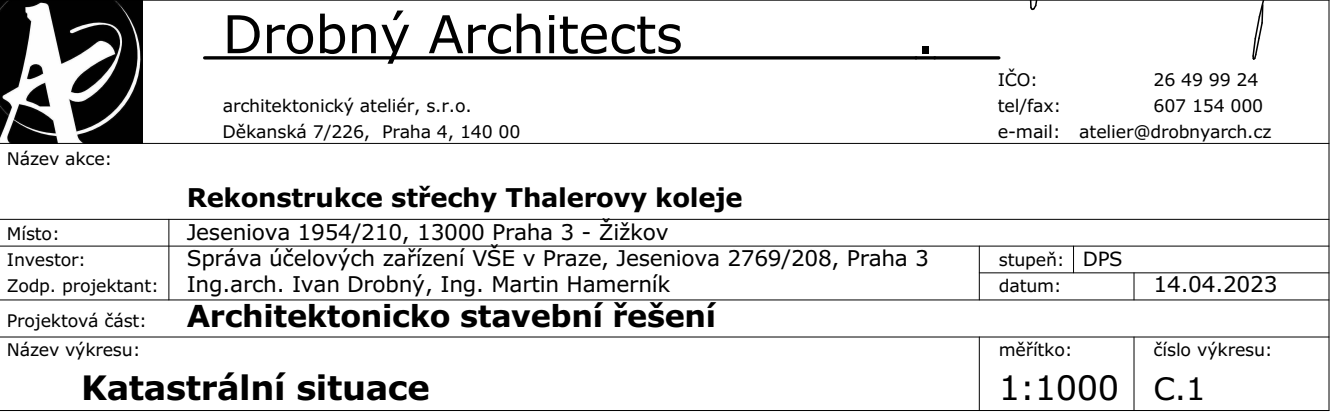 Drobný Architects .
IČO: 26 49 99 24
architektonický ateliér, s.r.o. tel/fax: 607 154 000
Děkanská 7/226, Praha 4, 140 00 e-mail: atelier@drobnyarch.cz
Název akce:
Rekonstrukce střechy Thalerovy koleje
Místo: Jeseniova 1954/210, 13000 Praha 3 - Žižkov
Investor: Správa účelových zařízení VŠE v Praze, Jeseniova 2769/208, Praha 3 stupeň: DPS
Zodp. projektant: Ing.arch. Ivan Drobný, Ing. Martin Hamerník datum: 14.04.2023
Projektová část: Architektonicko stavební řešení
Název výkresu: měřítko: číslo výkresu:
Katastrální situace 1:1000 C.1